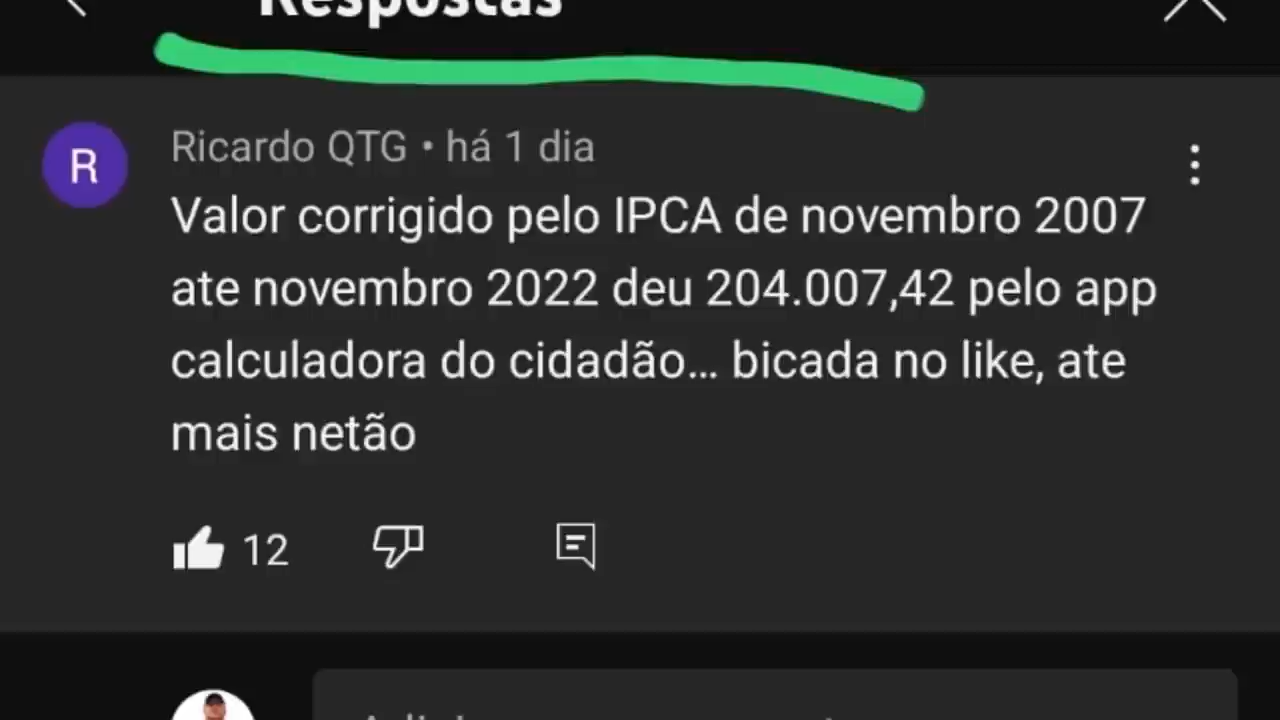 Respostas
R
Ricardo QTG • há 1 dia
Valor corrigido pelo IPCA de novembro 2007
ate novembro 2022 deu 204.007,42 pelo app
calculadora do cidadão... bicada no like, ate
mais netão
12